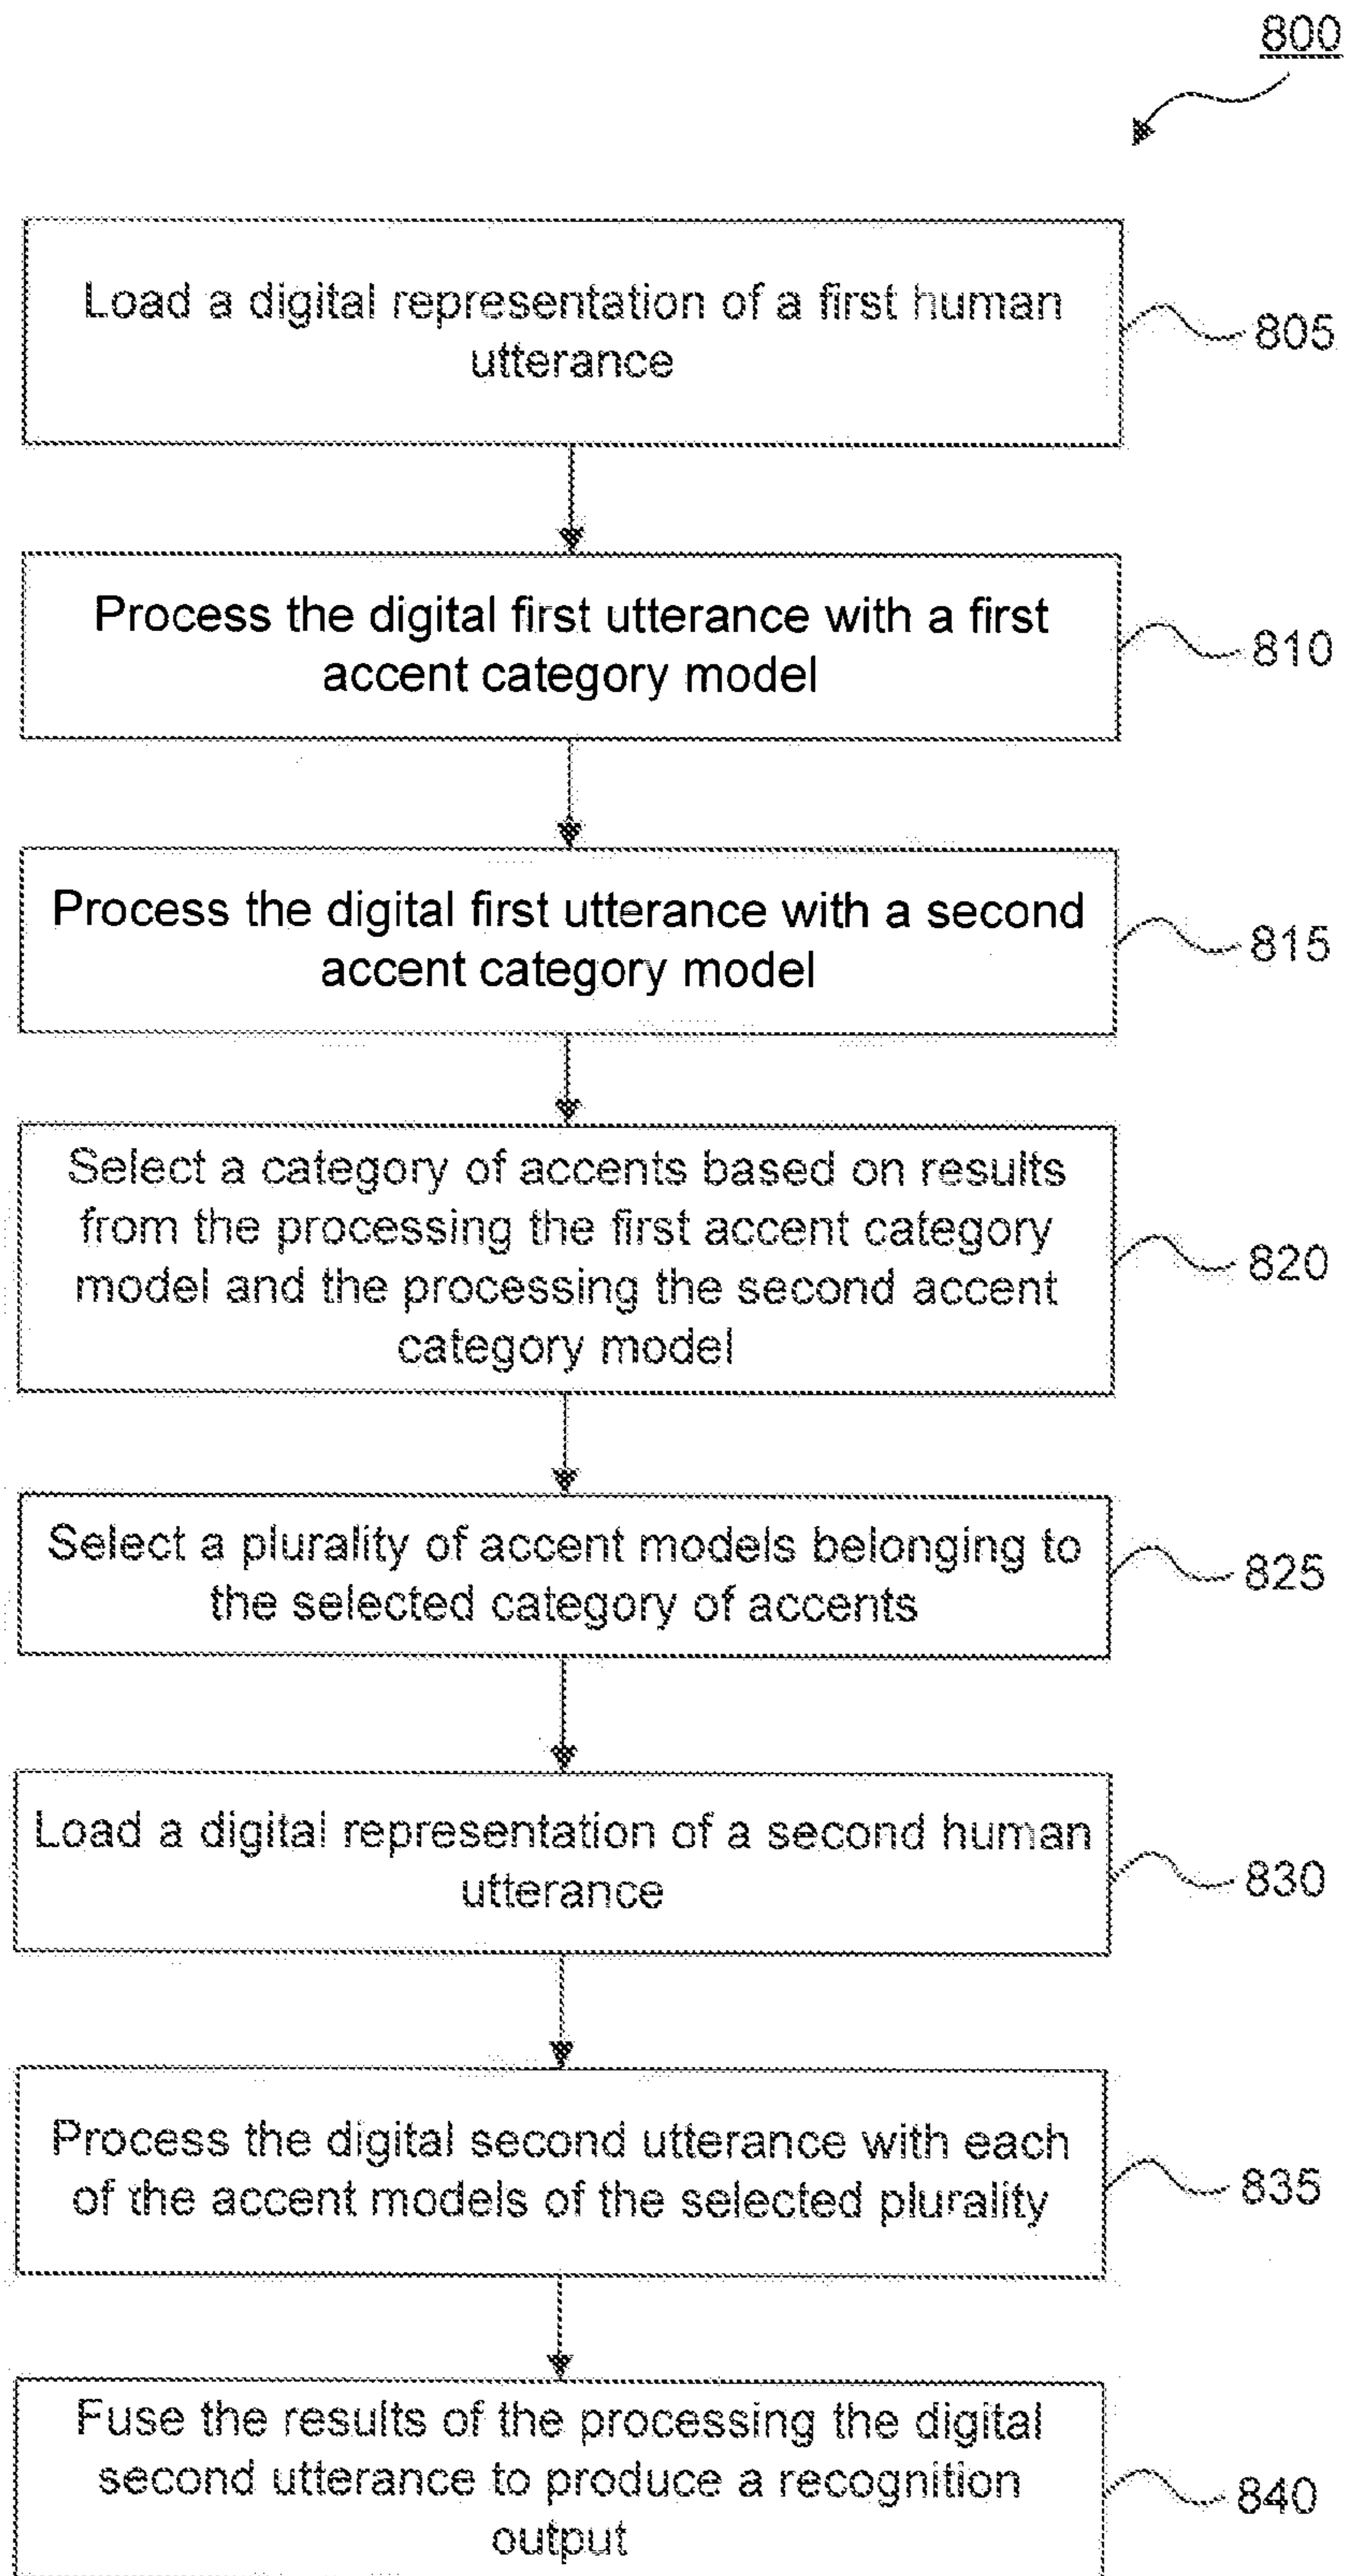 800
Load a digital representation of a first human
utterance
805
Process the digital first utterance with a first
accent category model
810
Process the digital first utterance with a second
accent category model
815
Select a category of accents based on results
from the processing the first accent category
model and the processing the second accent
category model
820
Select a plurality of accent models belonging to
the selected category of accents
825
Load a digital representation of a second human
utterance
830
Process the digital second utterance with each
of the accent models of the selected plurality
835
Fuse the results of the processing the digital
second utterance to produce a recognition
output
840